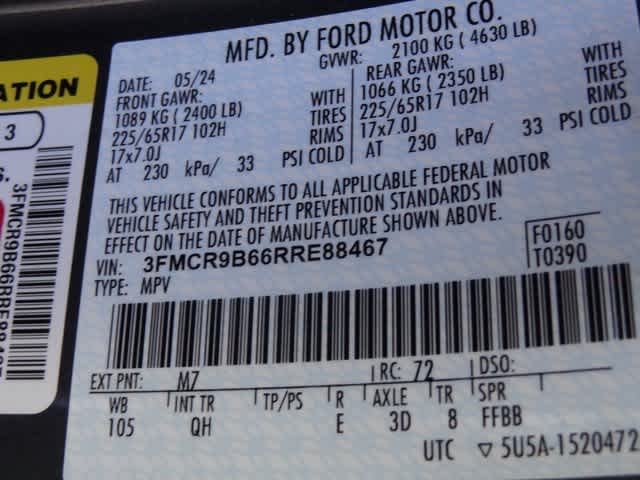 MFD. BY FORD MOTOR CO.
DATE: 05/24 GVWR: 2100 KG ( 4630 LB)
FRONT GAWR: REAR GAWR:
1089 KG ( 2400 LB) WITH 1066 KG ( 2350 LB) WITH
225/65R17 102H TIRES 225/65R17 102H TIRES
17x7.0J RIMS 17x7.0J RIMS
AT 230 kPa/ 33 PSI COLD AT 230 kPa/ 33 PSI COLD
THIS VEHICLE CONFORMS TO ALL APPLICABLE FEDERAL MOTOR
VEHICLE SAFETY AND THEFT PREVENTION STANDARDS IN
EFFECT ON THE DATE OF MANUFACTURE SHOWN ABOVE.
VIN: 3FMCR9B66RRE88467 F0160
TYPE: MPV T0390
EXT PNT: M7 RC: 72 DSO:
WB INT TR TP/PS R AXLE TR SPR
105 QH E 3D 8 FFBB
UTC ▽ 5U5A-1520472
ATION
3
S.
3FMCR9B66RRE88467